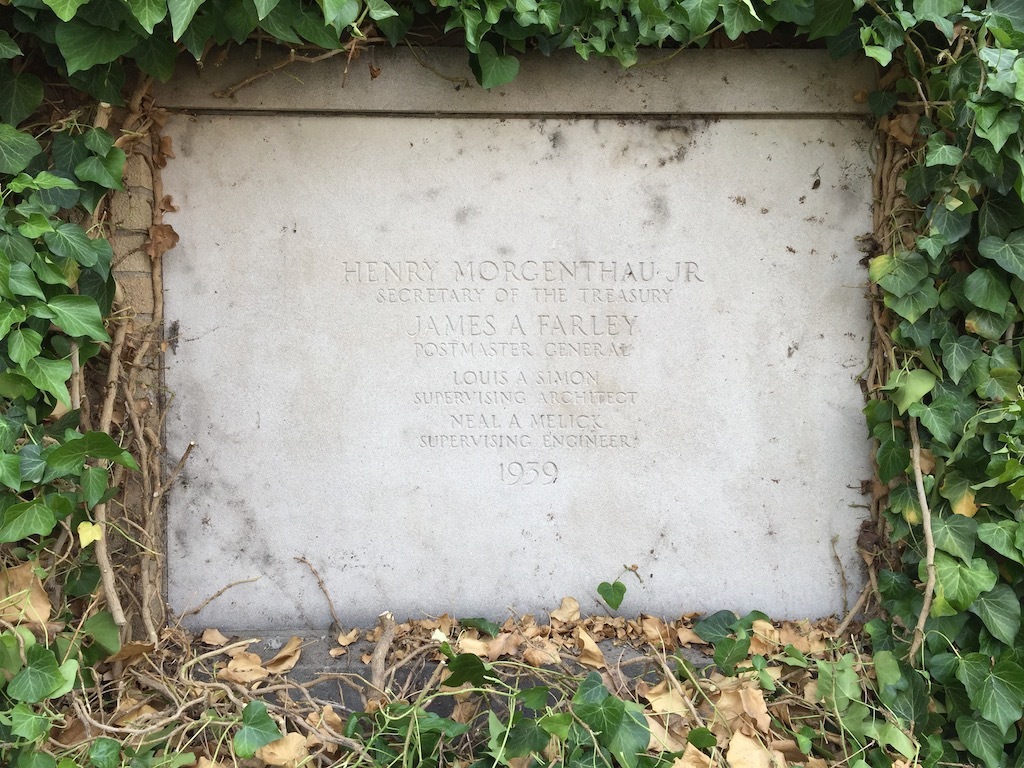 HENRY MORGENTHAU·JR
SECRETARY OF THE TREASURY
JAMES A FARLEY
POSTMASTER GENERAL
LOUIS A SIMON
SUPERVISING ARCHITECT
NEAL A MELICK
SUPERVISING ENGINEER
1939